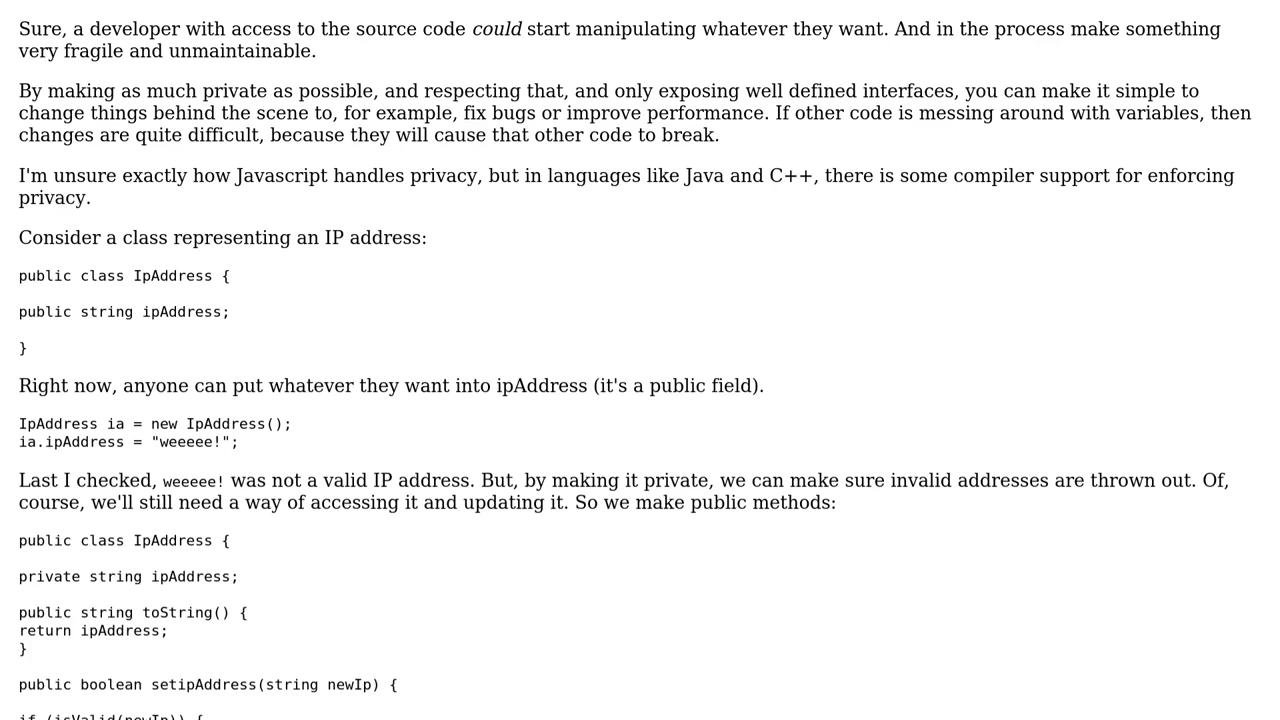 Sure, a developer with access to the source code could start manipulating whatever they want. And in the process make something
very fragile and unmaintainable.
By making as much private as possible, and respecting that, and only exposing well defined interfaces, you can make it simple to
change things behind the scene to, for example, fix bugs or improve performance. If other code is messing around with variables, then
changes are quite difficult, because they will cause that other code to break.
I'm unsure exactly how Javascript handles privacy, but in languages like Java and C++, there is some compiler support for enforcing
privacy.
Consider a class representing an IP address:
public class IpAddress {
public string ipAddress;
}
Right now, anyone can put whatever they want into ipAddress (it's a public field).
IpAddress ia = new IpAddress();
ia.ipAddress = "weeeee!";
Last I checked, weeeee! was not a valid IP address. But, by making it private, we can make sure invalid addresses are thrown out. Of,
course, we'll still need a way of accessing it and updating it. So we make public methods:
public class IpAddress {
private string ipAddress;
public string toString() {
return ipAddress;
}
public boolean setipAddress(string newIp) {
if (isValid(newIp)) {